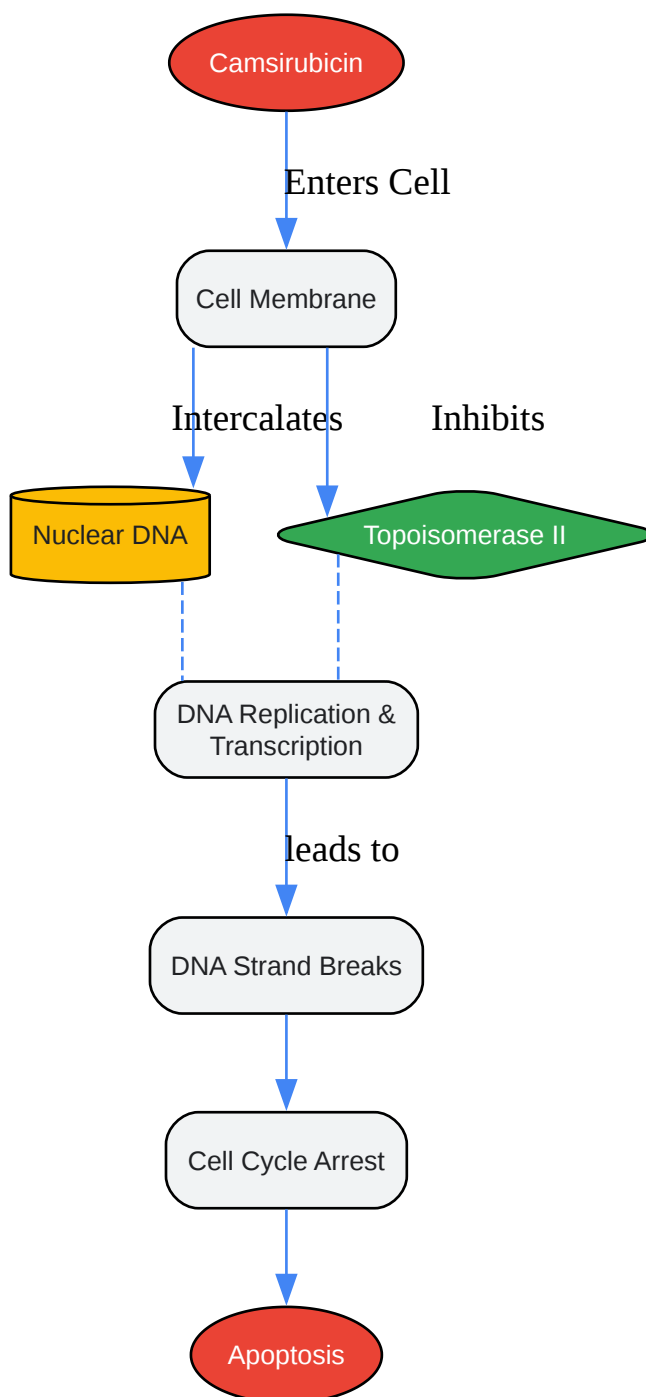 Camsirubicin
Enters Cell
Cell Membrane
Intercalates
Inhibits
Nuclear DNA
Topoisomerase II
DNA Replication &
Transcription
leads to
DNA Strand Breaks
Cell Cycle Arrest
Apoptosis